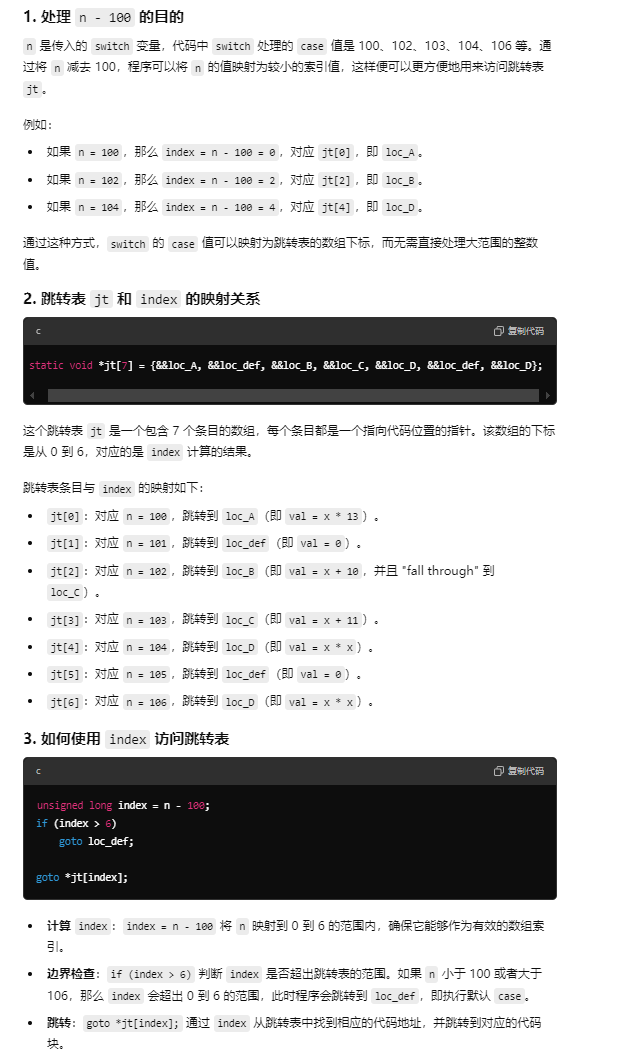 1. 处理 n - 100 的目的
n 是传入的 switch 变量，代码中 switch 处理的 case 值是 100、102、103、104、106 等。通
过将 n 减去 100，程序可以将 n 的值映射为较小的索引值，这样便可以更方便地用来访问跳转表
jt 。
例如：
• 如果 n = 100 ，那么 index = n - 100 = 0 ，对应 jt[0] ，即 loc_A 。
• 如果 n = 102 ，那么 index = n - 100 = 2 ，对应 jt[2] ，即 loc_B 。
• 如果 n = 104 ，那么 index = n - 100 = 4 ，对应 jt[4] ，即 loc_D 。
通过这种方式， switch 的 case 值可以映射为跳转表的数组下标，而无需直接处理大范围的整数
值。
2. 跳转表 jt 和 index 的映射关系
c 复制代码
static void *jt[7] = {&&loc_A, &&loc_def, &&loc_B, &&loc_C, &&loc_D, &&loc_def, &&loc_D};
这个跳转表 jt 是一个包含 7 个条目的数组，每个条目都是一个指向代码位置的指针。该数组的下标
是从 0 到 6，对应的是 index 计算的结果。
跳转表条目与 index 的映射如下：
• jt[0] ：对应 n = 100 ，跳转到 loc_A （即 val = x * 13 ）。
• jt[1] ：对应 n = 101 ，跳转到 loc_def （即 val = 0 ）。
• jt[2] ：对应 n = 102 ，跳转到 loc_B （即 val = x + 10 ，并且 "fall through" 到
loc_C ）。
• jt[3] ：对应 n = 103 ，跳转到 loc_C （即 val = x + 11 ）。
• jt[4] ：对应 n = 104 ，跳转到 loc_D （即 val = x * x ）。
• jt[5] ：对应 n = 105 ，跳转到 loc_def （即 val = 0 ）。
• jt[6] ：对应 n = 106 ，跳转到 loc_D （即 val = x * x ）。
3. 如何使用 index 访问跳转表
c 复制代码
unsigned long index = n - 100;
if (index > 6)
goto loc_def;
goto *jt[index];
• 计算 index ： index = n - 100 将 n 映射到 0 到 6 的范围内，确保它能够作为有效的数组索
引。
• 边界检查： if (index > 6) 判断 index 是否超出跳转表的范围。如果 n 小于 100 或者大于
106，那么 index 会超出 0 到 6 的范围，此时程序会跳转到 loc_def ，即执行默认 case 。
• 跳转： goto *jt[index]; 通过 index 从跳转表中找到相应的代码地址，并跳转到对应的代码
块。